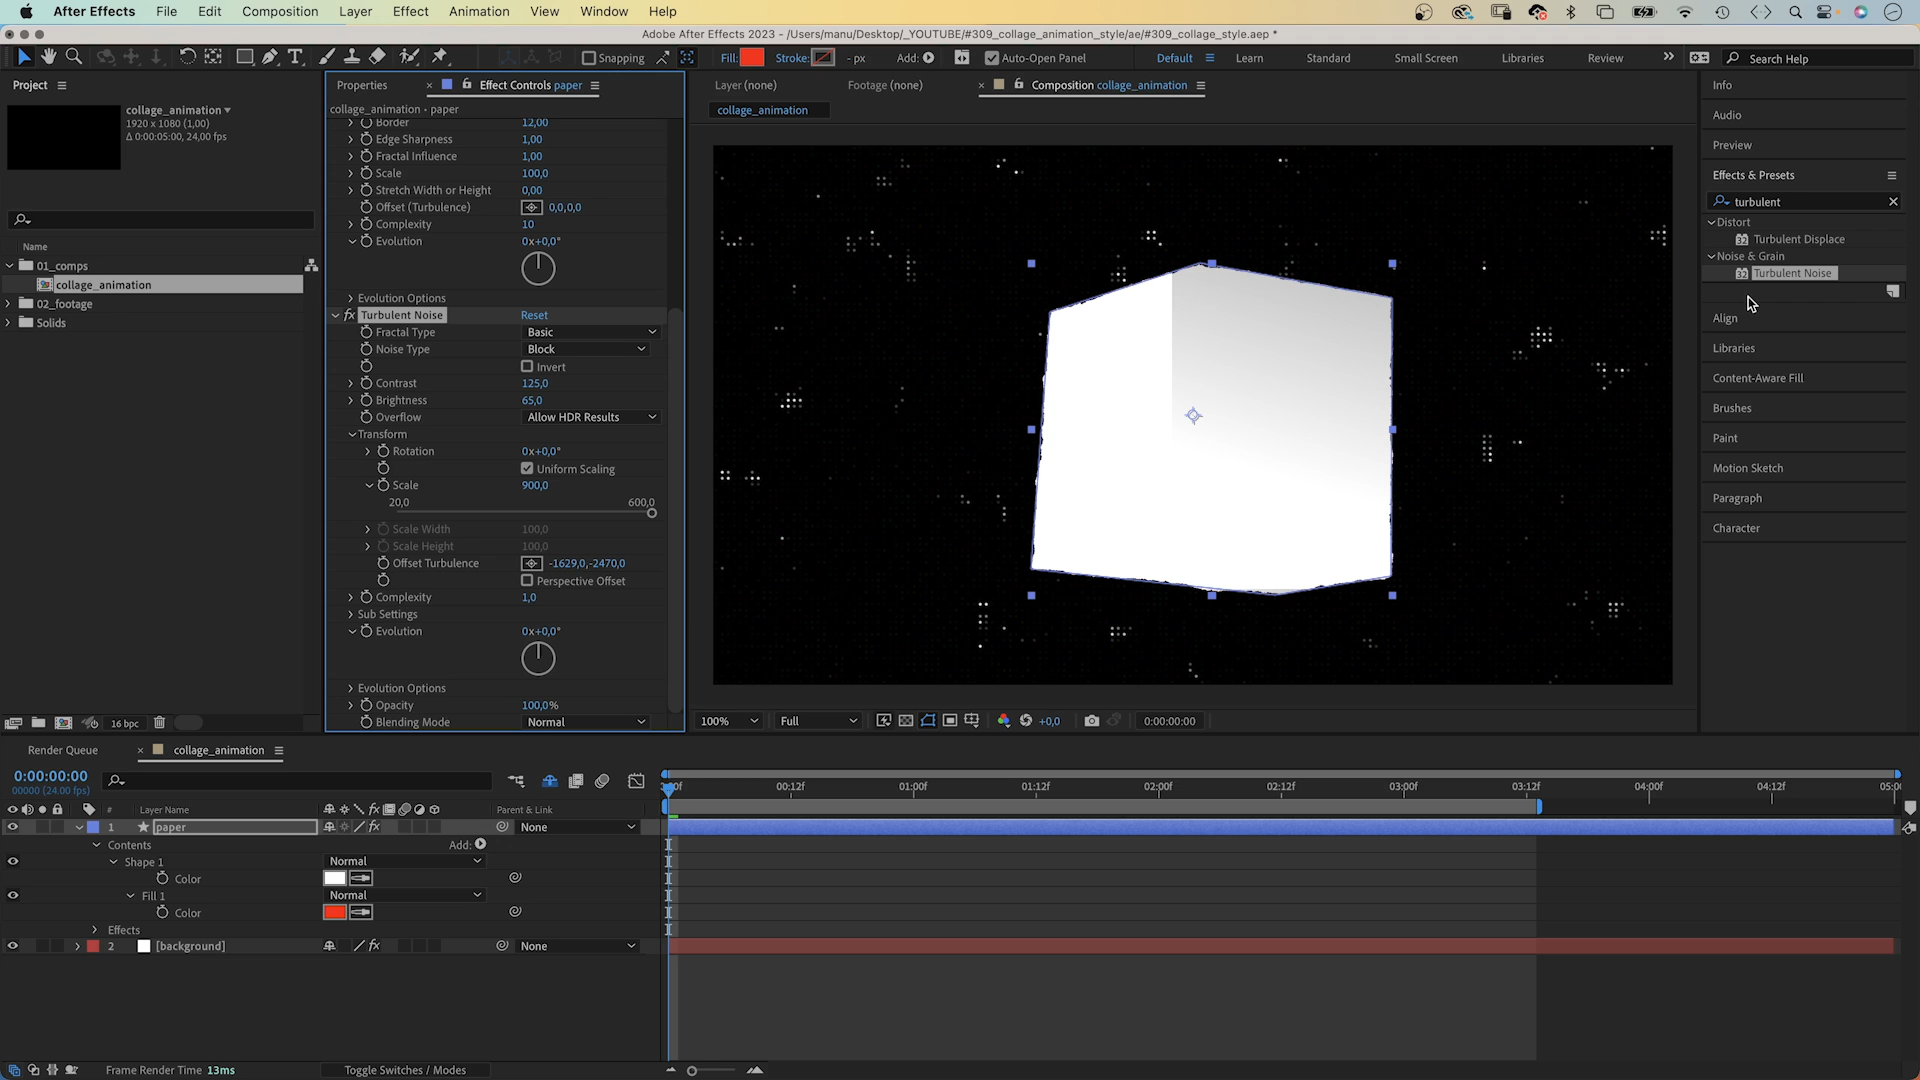 After Effects File Edit Composition Layer Effect Animation View Window Help
Adobe After Effects 2023 - /Users/manu/Desktop/_YOUTUBE/#309_collage_animation_style/ae/#309_collage_style.aep *
Snapping Fill: Stroke: - px Add: Auto-Open Panel Default Learn Standard Small Screen Libraries Review Search Help
Project
collage_animation
1920 x 1080 (1,00)
Δ 0:00:05:00, 24,00 fps
Name
01_comps
collage_animation
02_footage
Solids
16 bpc
Properties Effect Controls paper
collage_animation • paper
Border 12,00
Edge Sharpness 1,00
Fractal Influence 1,00
Scale 100,0
Stretch Width or Height 0,00
Offset (Turbulence) 0,0,0,0
Complexity 10
Evolution 0x+0,0°
Evolution Options
fx Turbulent Noise Reset
Fractal Type Basic
Noise Type Block
Invert
Contrast 125,0
Brightness 65,0
Overflow Allow HDR Results
Transform
Rotation 0x+0,0°
Uniform Scaling
Scale 900,0
20,0 600,0
Scale Width 100,0
Scale Height 100,0
Offset Turbulence -1629,0,-2470,0
Perspective Offset
Complexity 1,0
Sub Settings
Evolution 0x+0,0°
Evolution Options
Opacity 100,0%
Blending Mode Normal
Layer (none) Footage (none) Composition collage_animation
collage_animation
100% Full +0,0 0:00:00:00
Info
Audio
Preview
Effects & Presets
turbulent
Distort
32 Turbulent Displace
Noise & Grain
32 Turbulent Noise
Align
Libraries
Content-Aware Fill
Brushes
Paint
Motion Sketch
Paragraph
Character
Render Queue collage_animation
0:00:00:00
00000 (24.00 fps)
00:12f 01:00f 01:12f 02:00f 02:12f 03:00f 03:12f 04:00f 04:12f
# Layer Name fx Parent & Link
1 paper fx None
Contents Add:
Shape 1 Normal
Color
Fill 1 Normal
Color
Effects
2 [background] fx None
Frame Render Time 13ms Toggle Switches / Modes